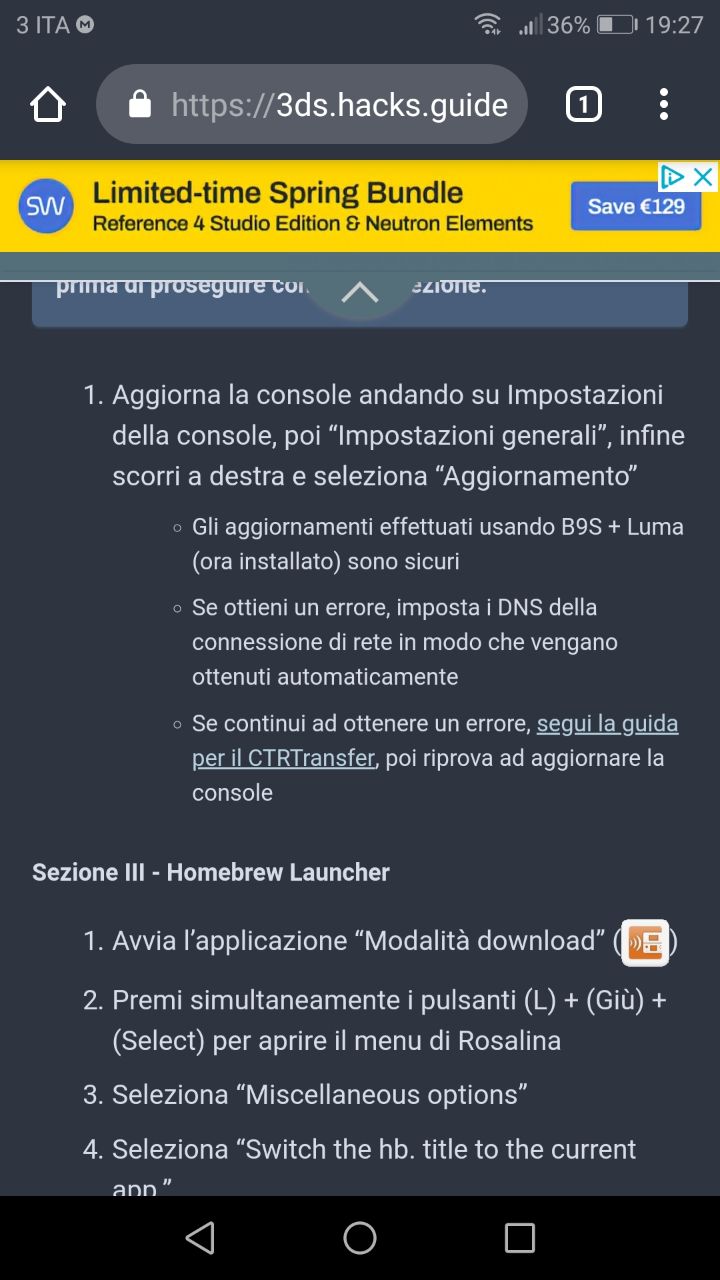 3 ITA M 36% 19:27
https://3ds.hacks.guide 1
Limited-time Spring Bundle
SW Save €129
Reference 4 Studio Edition & Neutron Elements
prima di proseguire
1. Aggiorna la console andando su Impostazioni
della console, poi “Impostazioni generali”, infine
scorri a destra e seleziona “Aggiornamento”
◦ Gli aggiornamenti effettuati usando B9S + Luma
(ora installato) sono sicuri
◦ Se ottieni un errore, imposta i DNS della
connessione di rete in modo che vengano
ottenuti automaticamente
◦ Se continui ad ottenere un errore, segui la guida
per il CTRTransfer, poi riprova ad aggiornare la
console
Sezione III - Homebrew Launcher
1. Avvia l’applicazione “Modalità download” ()
2. Premi simultaneamente i pulsanti (L) + (Giù) +
(Select) per aprire il menu di Rosalina
3. Seleziona “Miscellaneous options”
4. Seleziona “Switch the hb. title to the current
app.”